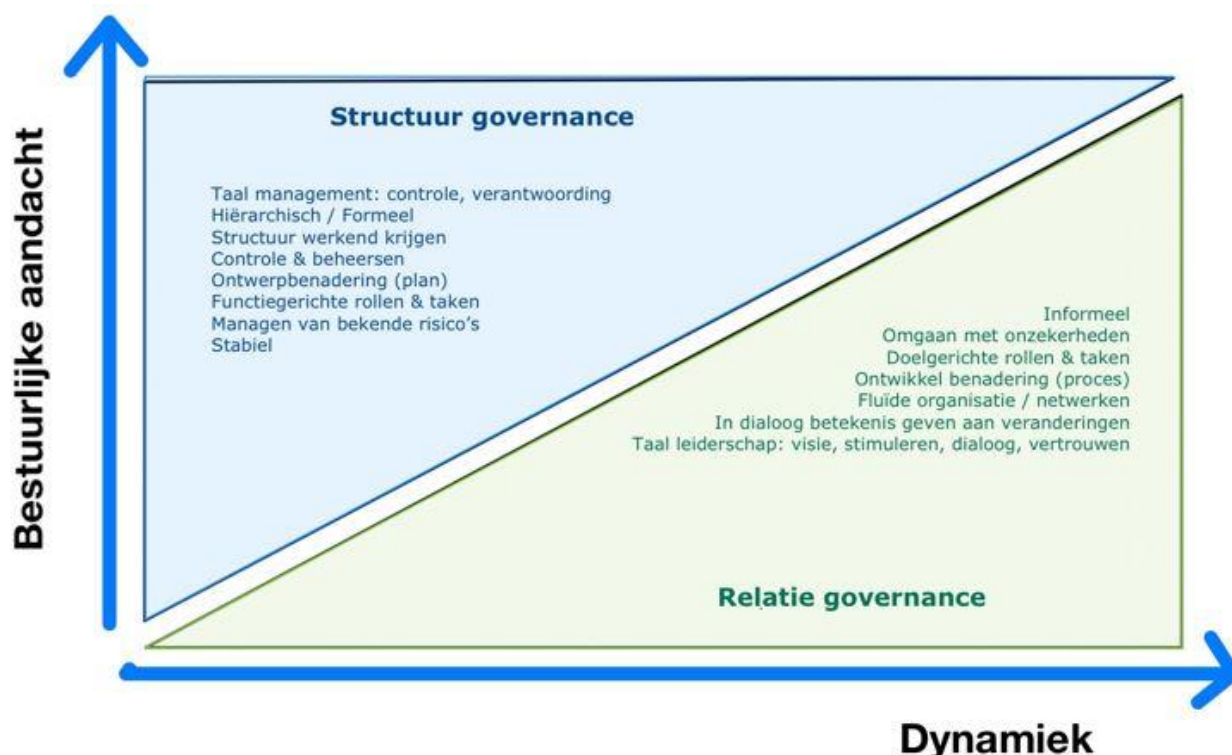 Bestuurlijke aandacht
Structuur governance
Taal management: controle, verantwoording
Hiërarchisch / Formeel
Structuur werkend krijgen
Controle & beheersen
Ontwerpbenadering (plan)
Functiegerichte rollen & taken
Managen van bekende risico's
Stabiel
Informeel
Omgaan met onzekerheden
Doelgerichte rollen & taken
Ontwikkel benadering (proces)
Fluïde organisatie / netwerken
In dialoog betekenis geven aan veranderingen
Taal leiderschap: visie, stimuleren, dialoog, vertrouwen
Relatie governance
Dynamiek